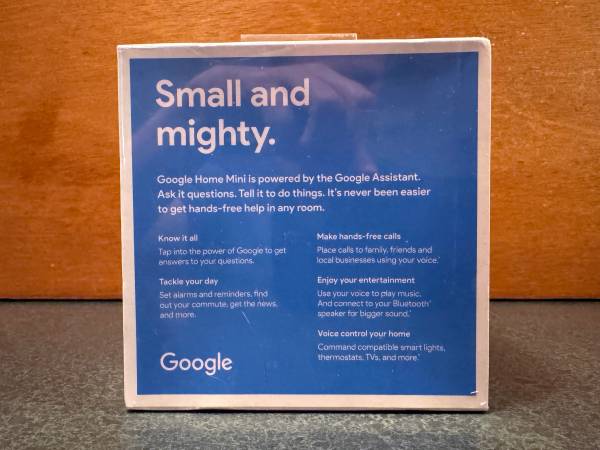 Small and
mighty.
Google Home Mini is powered by the Google Assistant.
Ask it questions. Tell it to do things. It's never been easier
to get hands-free help in any room.
Know it all
Tap into the power of Google to get
answers to your questions.
Tackle your day
Set alarms and reminders, find
out your commute, get the news,
and more.
Make hands-free calls
Place calls to family, friends and
local businesses using your voice.*
Enjoy your entertainment
Use your voice to play music.
And connect to your Bluetooth®
speaker for bigger sound.*
Voice control your home
Command compatible smart lights,
thermostats, TVs, and more.*
Google